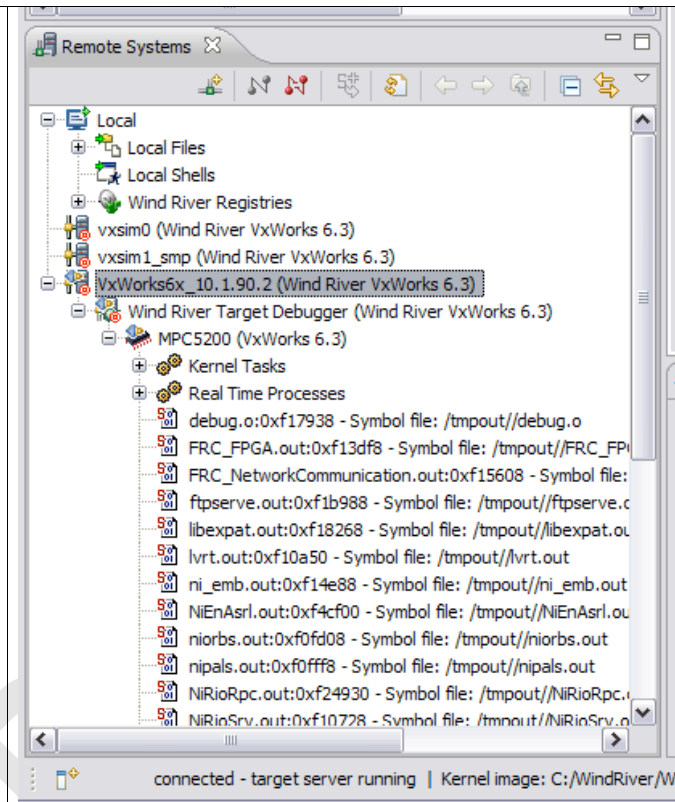 Remote Systems
Local
Local Files
Local Shells
Wind River Registries
vxsim0 (Wind River VxWorks 6.3)
vxsim1_smp (Wind River VxWorks 6.3)
VxWorks6x_10.1.90.2 (Wind River VxWorks 6.3)
Wind River Target Debugger (Wind River VxWorks 6.3)
MPC5200 (VxWorks 6.3)
Kernel Tasks
Real Time Processes
debug.o:0xf17938 - Symbol file: /tmpout//debug.o
FRC_FPGA.out:0xf13df8 - Symbol file: /tmpout//FRC_FP
FRC_NetworkCommunication.out:0xf15608 - Symbol file:
ftpserve.out:0xf1b988 - Symbol file: /tmpout//ftpserve.o
libexpat.out:0xf18268 - Symbol file: /tmpout//libexpat.ou
lvrt.out:0xf10a50 - Symbol file: /tmpout//lvrt.out
ni_emb.out:0xf14e88 - Symbol file: /tmpout//ni_emb.out
NiEnAsrl.out:0xf4cf00 - Symbol file: /tmpout//NiEnAsrl.ou
niorbs.out:0xf0fd08 - Symbol file: /tmpout//niorbs.out
nipals.out:0xf0fff8 - Symbol file: /tmpout//nipals.out
NiRioRpc.out:0xf24930 - Symbol file: /tmpout//NiRioRpc.
NiRioSrv.out:0xf10728 - Symbol file: /tmpout//NiRioSrv.o
connected - target server running | Kernel image: C:/WindRiver/W